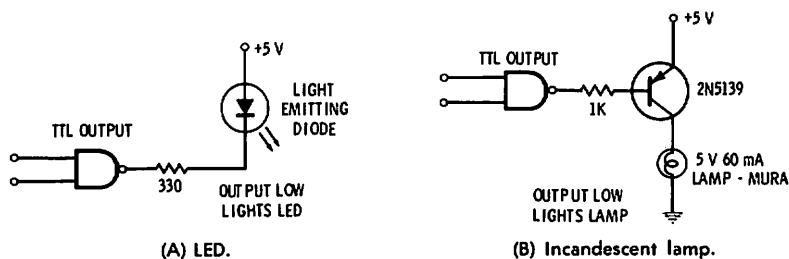 +5 V
LIGHT
EMITTING
DIODE
TTL OUTPUT
330
OUTPUT LOW
LIGHTS LED
(A) LED.
+5 V
TTL OUTPUT
2N5139
1K
5 V 60 mA
LAMP - MURA
OUTPUT LOW
LIGHTS LAMP
(B) Incandescent lamp.